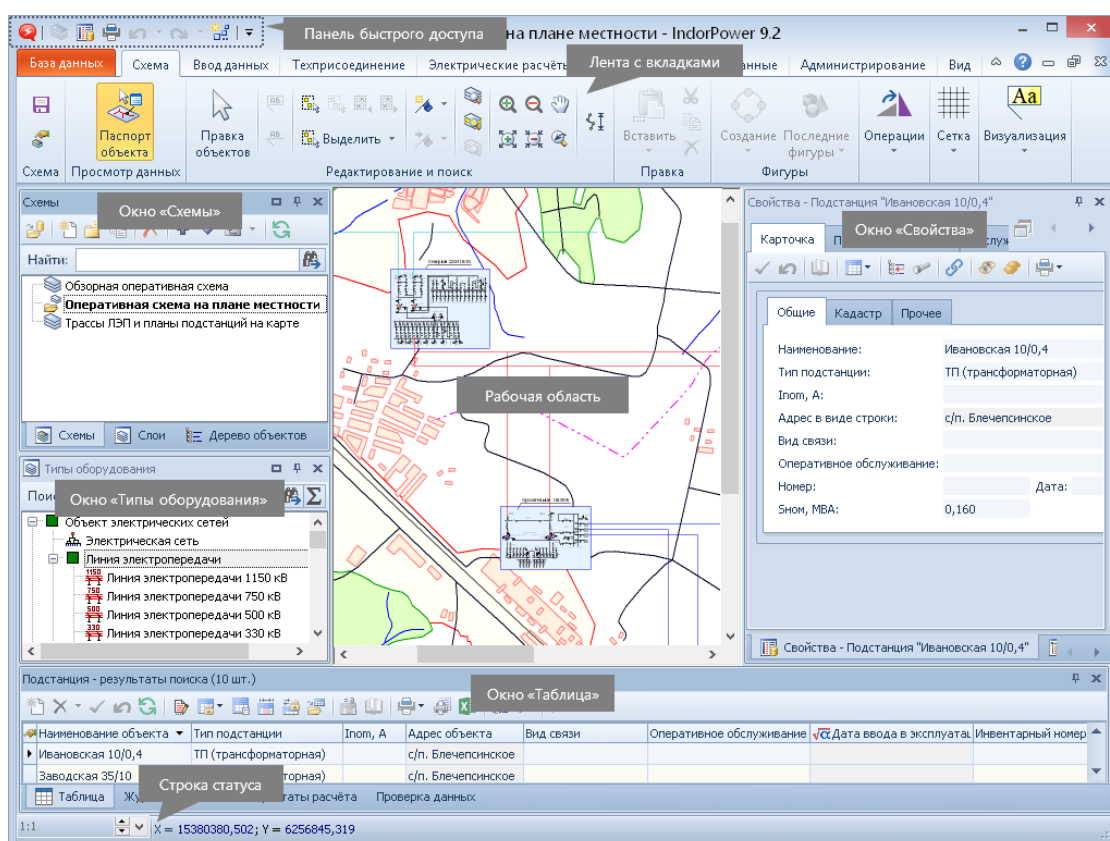 Панель быстрого доступа
на плане местности - IndorPower 9.2
База данных Схема Ввод данных Техприсоединение Электрические расчёты Лента с вкладками Администрирование Вид
Паспорт объекта
Правка объектов
Выделить
Вставить
Создание
Последние фигуры
Операции
Сетка
Aa
Визуализация
Схема Просмотр данных Редактирование и поиск Правка Фигуры
Схемы
Окно «Схемы»
Найти:
Обзорная оперативная схема
Оперативная схема на плане местности
Трассы ЛЭП и планы подстанций на карте
Схемы Слои Дерево объектов
Типы оборудования
Окно «Типы оборудования»
Объект электрических сетей
Электрическая сеть
Линия электропередачи
1150 Линия электропередачи 1150 кВ
750 Линия электропередачи 750 кВ
500 Линия электропередачи 500 кВ
330 Линия электропередачи 330 кВ
Рабочая область
Свойства - Подстанция "Ивановская 10/0,4"
Окно «Свойства»
Карточка
Общие Кадастр Прочее
Наименование: Ивановская 10/0,4
Тип подстанции: ТП (трансформаторная)
Iном, А:
Адрес в виде строки: с/п. Блечепсинское
Вид связи:
Оперативное обслуживание:
Номер: Дата:
Sном, МВА: 0,160
Свойства - Подстанция "Ивановская 10/0,4"
Подстанция - результаты поиска (10 шт.)
Окно «Таблица»
Наименование объекта Тип подстанции Iном, А Адрес объекта Вид связи Оперативное обслуживание Дата ввода в эксплуатац Инвентарный номер
Ивановская 10/0,4 ТП (трансформаторная) с/п. Блечепсинское
Заводская 35/10 с/п. Блечепсинское
Строка статуса
Таблица Проверка данных
1:1 X = 15380380,502; Y = 6256845,319